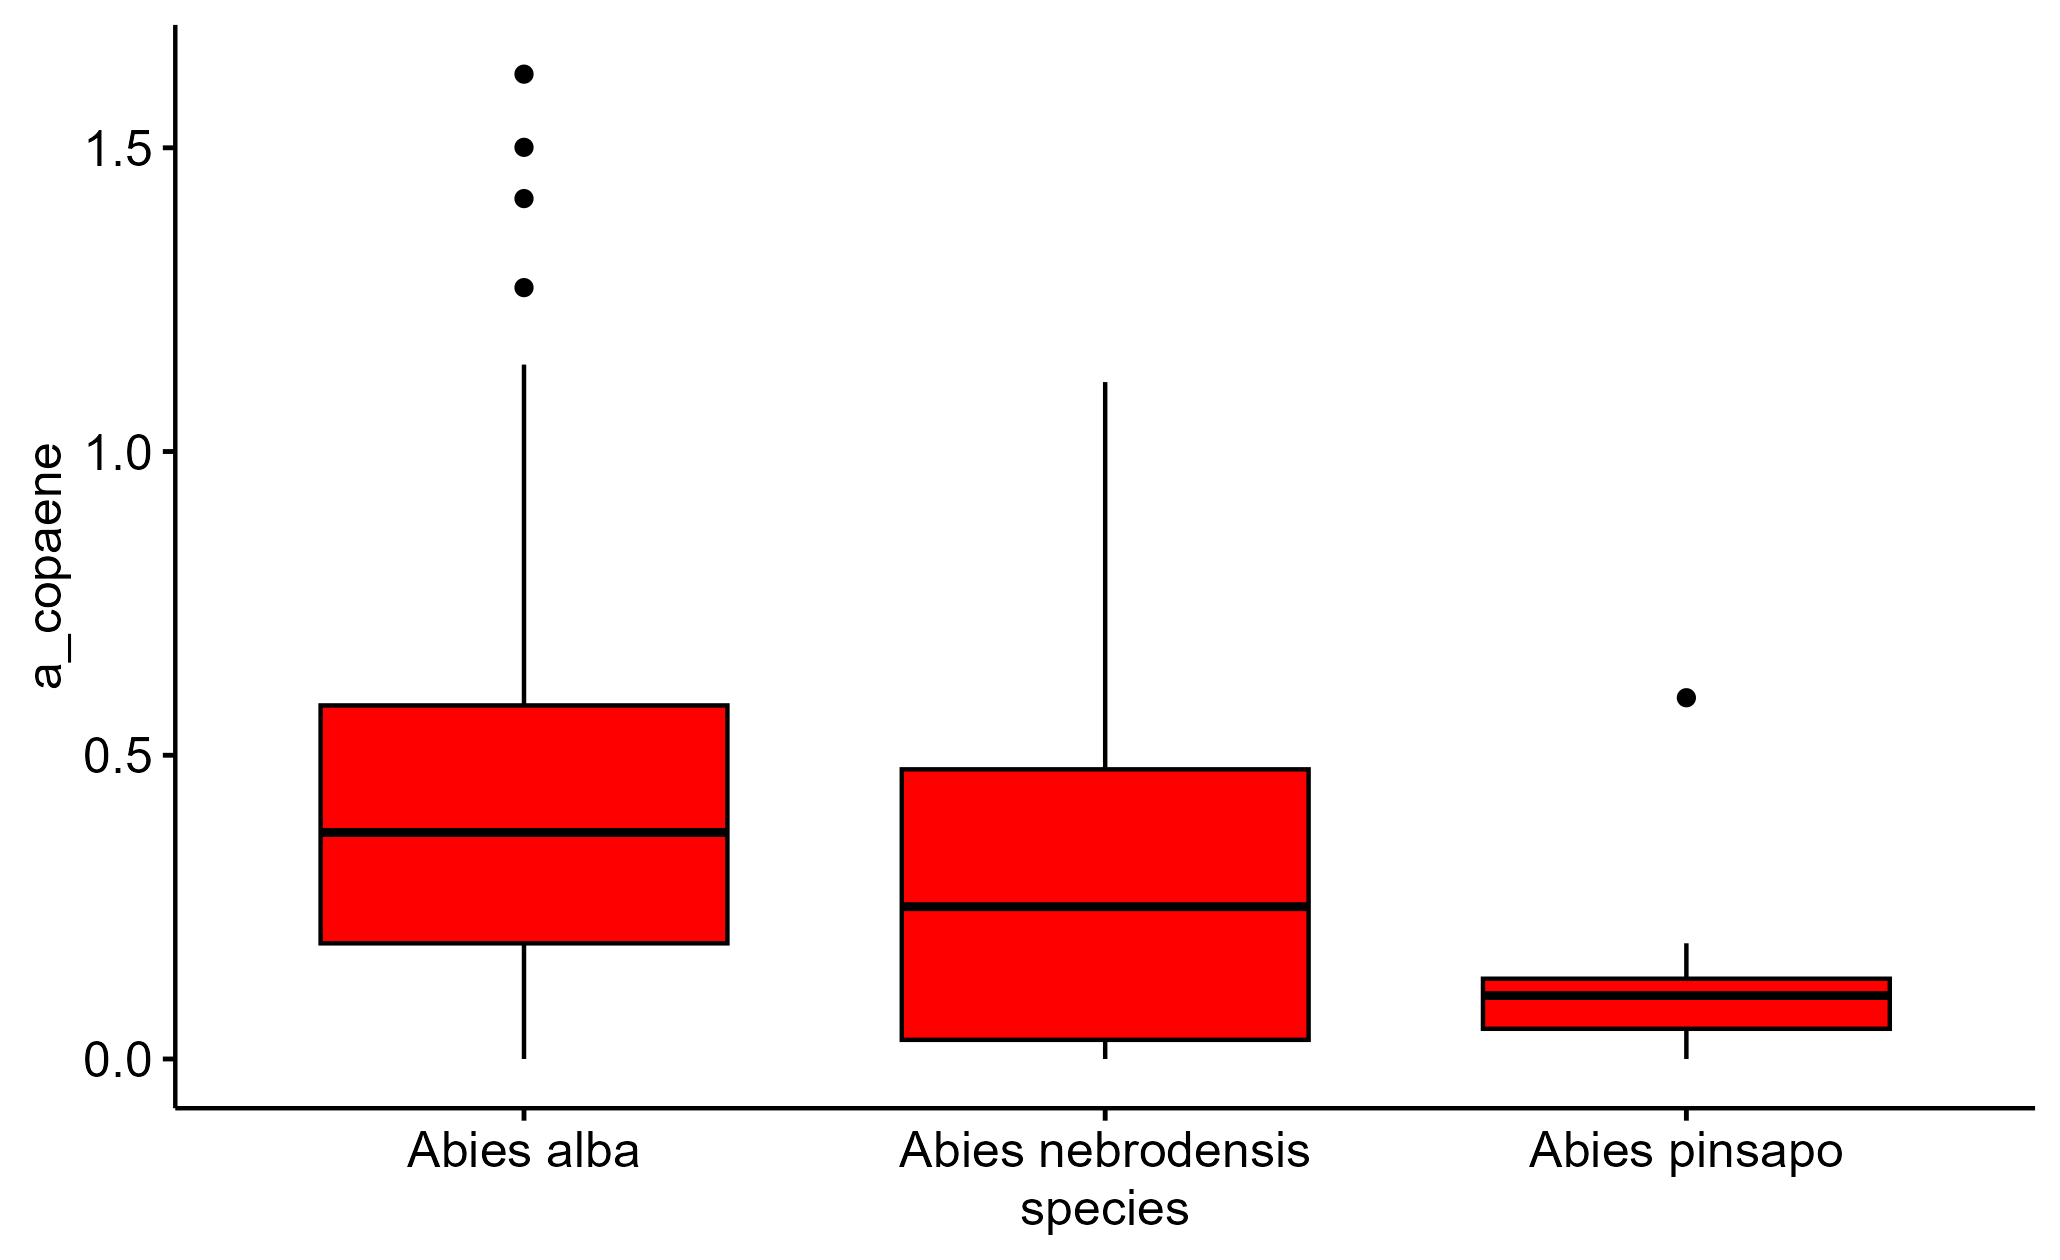 a_copaene
1.5
1.0
0.5
0.0
Abies alba
Abies nebrodensis
Abies pinsapo
species